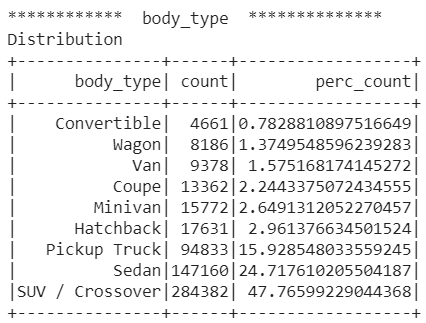 ************ body_type **************
Distribution
+---------------+------+------------------+
|      body_type| count|        perc_count|
+---------------+------+------------------+
|    Convertible|  4661|0.7828810897516649|
|          Wagon|  8186|1.3749548596239283|
|            Van|  9378| 1.575168174145272|
|          Coupe| 13362|2.2443375072434555|
|        Minivan| 15772|2.6491312052270457|
|      Hatchback| 17631| 2.961376634501524|
|   Pickup Truck| 94833|15.928548033559245|
|          Sedan|147160|24.717610205504187|
|SUV / Crossover|284382| 47.76599229044368|
+---------------+------+------------------+